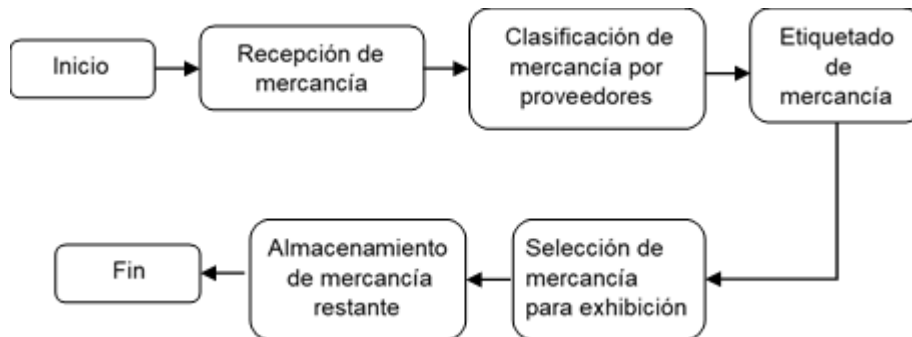 Inicio
Recepción de
mercancía
Clasificación de
mercancía por
proveedores
Etiquetado
de
mercancía
Selección de
mercancía
para exhibición
Almacenamiento
de mercancía
restante
Fin